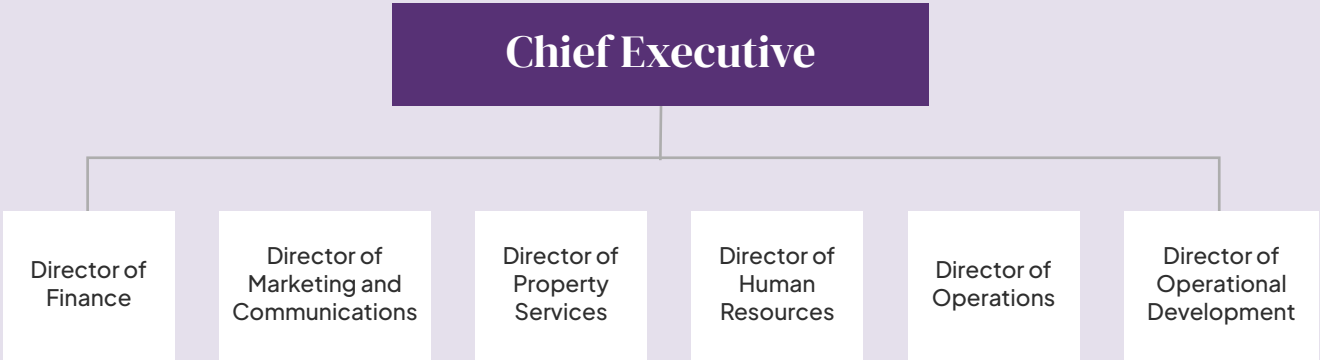 Chief Executive
Director of
Finance
Director of
Marketing and
Communications
Director of
Property
Services
Director of
Human
Resources
Director of
Operations
Director of
Operational
Development